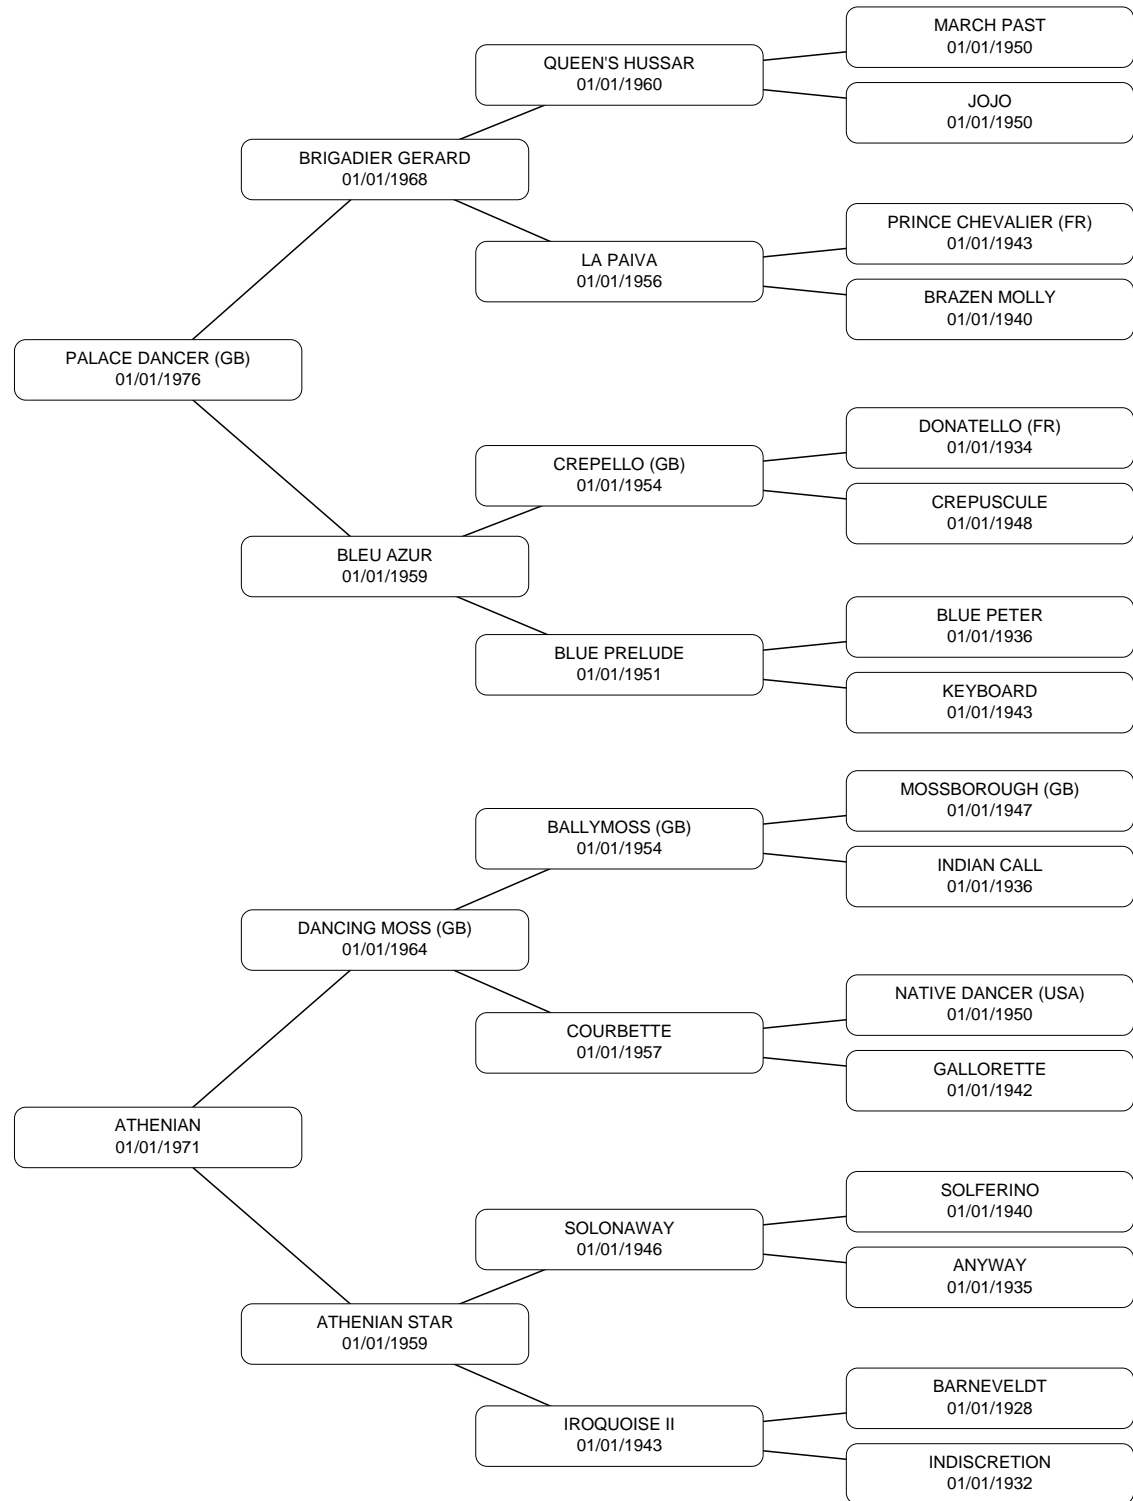 MARCH PAST
01/01/1950
QUEEN'S HUSSAR
01/01/1960
JOJO
01/01/1950
BRIGADIER GERARD
01/01/1968
PRINCE CHEVALIER (FR)
01/01/1943
LA PAIVA
01/01/1956
BRAZEN MOLLY
01/01/1940
PALACE DANCER (GB)
01/01/1976
DONATELLO (FR)
01/01/1934
CREPELLO (GB)
01/01/1954
CREPUSCULE
01/01/1948
BLEU AZUR
01/01/1959
BLUE PETER
01/01/1936
BLUE PRELUDE
01/01/1951
KEYBOARD
01/01/1943
MOSSBOROUGH (GB)
01/01/1947
BALLYMOSS (GB)
01/01/1954
INDIAN CALL
01/01/1936
DANCING MOSS (GB)
01/01/1964
NATIVE DANCER (USA)
01/01/1950
COURBETTE
01/01/1957
GALLORETTE
01/01/1942
ATHENIAN
01/01/1971
SOLFERINO
01/01/1940
SOLONAWAY
01/01/1946
ANYWAY
01/01/1935
ATHENIAN STAR
01/01/1959
BARNEVELDT
01/01/1928
IROQUOISE II
01/01/1943
INDISCRETION
01/01/1932